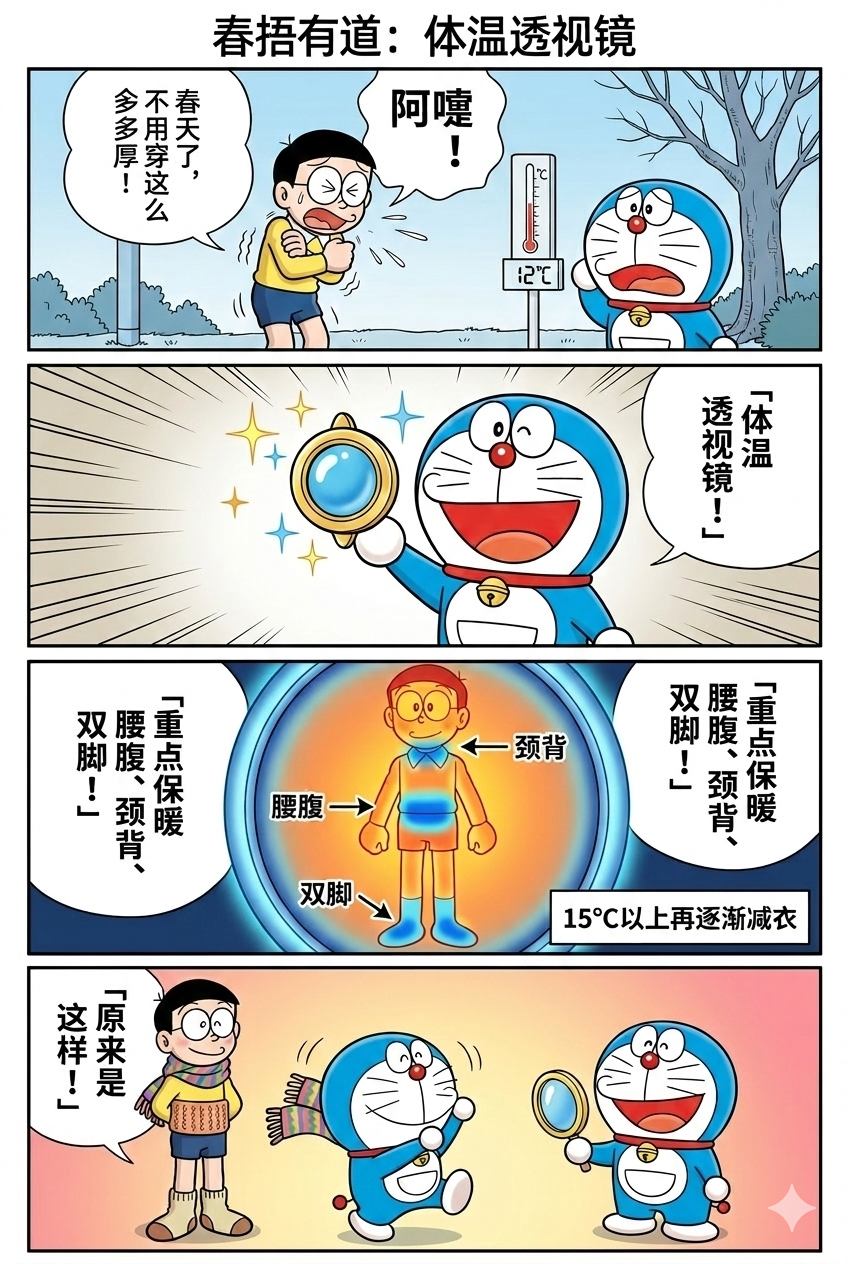 春捂有道：体温透视镜
春天了，
不用穿这么
多多厚！
阿嚏
！
℃
12℃
「体温
透视镜！」
「重点保暖
腰腹、颈背、
双脚！」
颈背
腰腹
双脚
「重点保暖
腰腹、颈背、
双脚！」
15℃以上再逐渐减衣
「原来是
这样！」